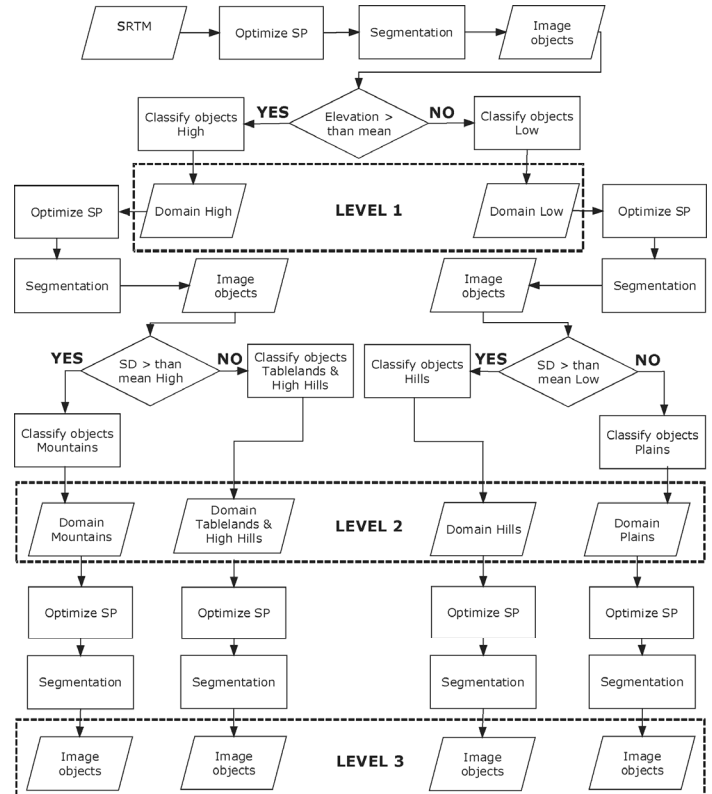 SRTM
Optimize SP
Segmentation
Image
objects
Classify objects
High
YES
Elevation >
than mean
NO
Classify objects
Low
Optimize SP
Domain High
LEVEL 1
Domain Low
Optimize SP
Segmentation
Image
objects
Image
objects
Segmentation
YES
SD > than
mean High
NO
Classify objects
Tablelands &
High Hills
Classify objects
Hills
YES
SD > than
mean Low
NO
Classify objects
Mountains
Classify objects
Plains
Domain
Mountains
Domain
Tablelands &
High Hills
LEVEL 2
Domain Hills
Domain
Plains
Optimize SP
Optimize SP
Optimize SP
Optimize SP
Segmentation
Segmentation
Segmentation
Segmentation
Image
objects
Image
objects
LEVEL 3
Image
objects
Image
objects